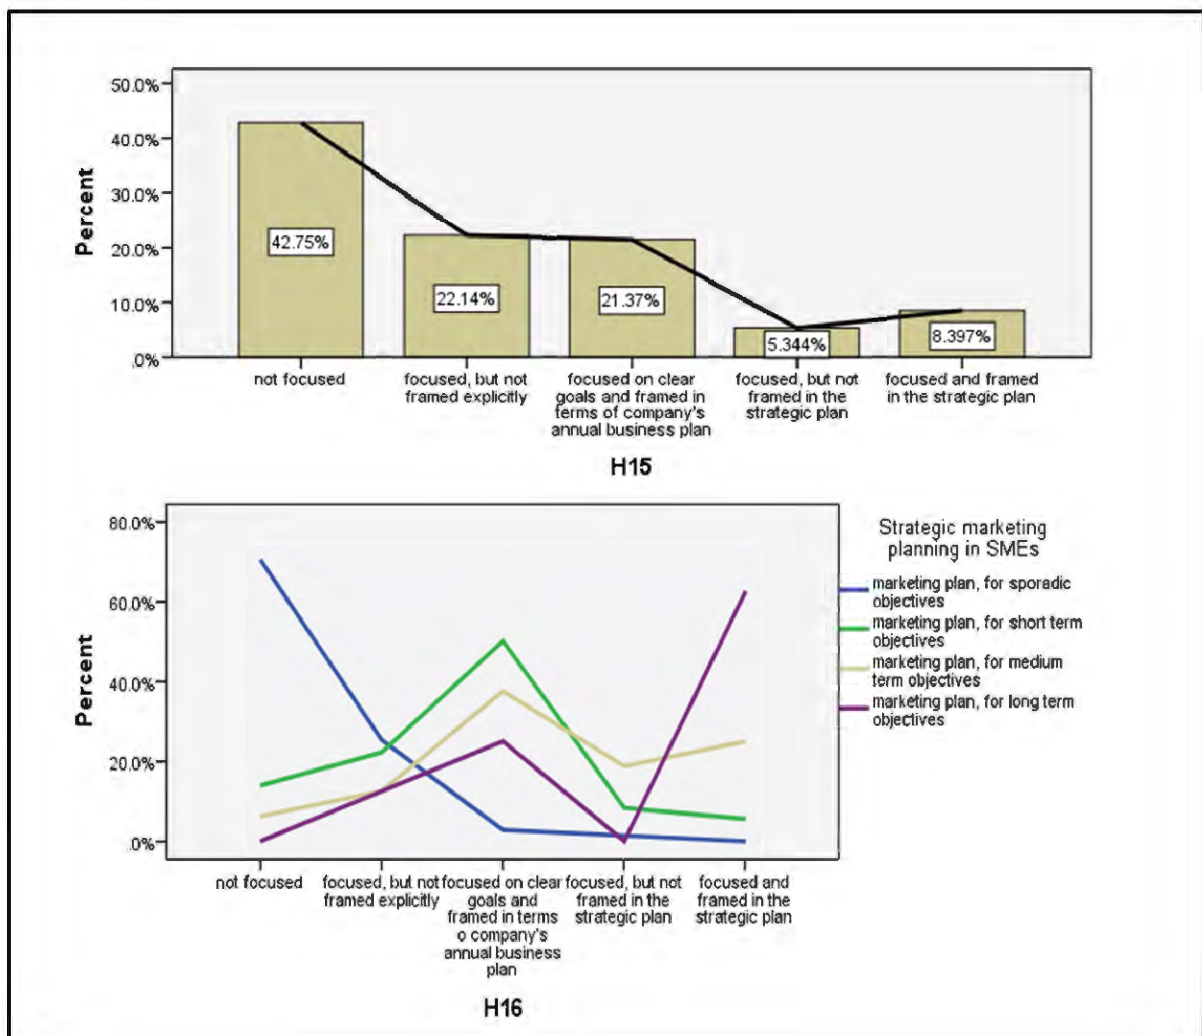 50.0%
40.0%
30.0%
20.0%
10.0%
.0%
Percent
42.75%
22.14%
21.37%
5.344%
8.397%
not focused
focused, but not
framed explicitly
focused on clear
goals and framed in
terms of company's
annual business plan
focused, but not
framed in the
strategic plan
focused and framed
in the strategic plan
H15
80.0%
60.0%
40.0%
20.0%
.0%
Percent
Strategic marketing
planning in SMEs
marketing plan, for sporadic
objectives
marketing plan, for short term
objectives
marketing plan, for medium
term objectives
marketing plan, for long term
objectives
not focused
focused, but not
framed explicitly
focused on clear
goals and
framed in terms
o company's
annual business
plan
focused, but not
framed in the
strategic plan
focused and
framed in the
strategic plan
H16